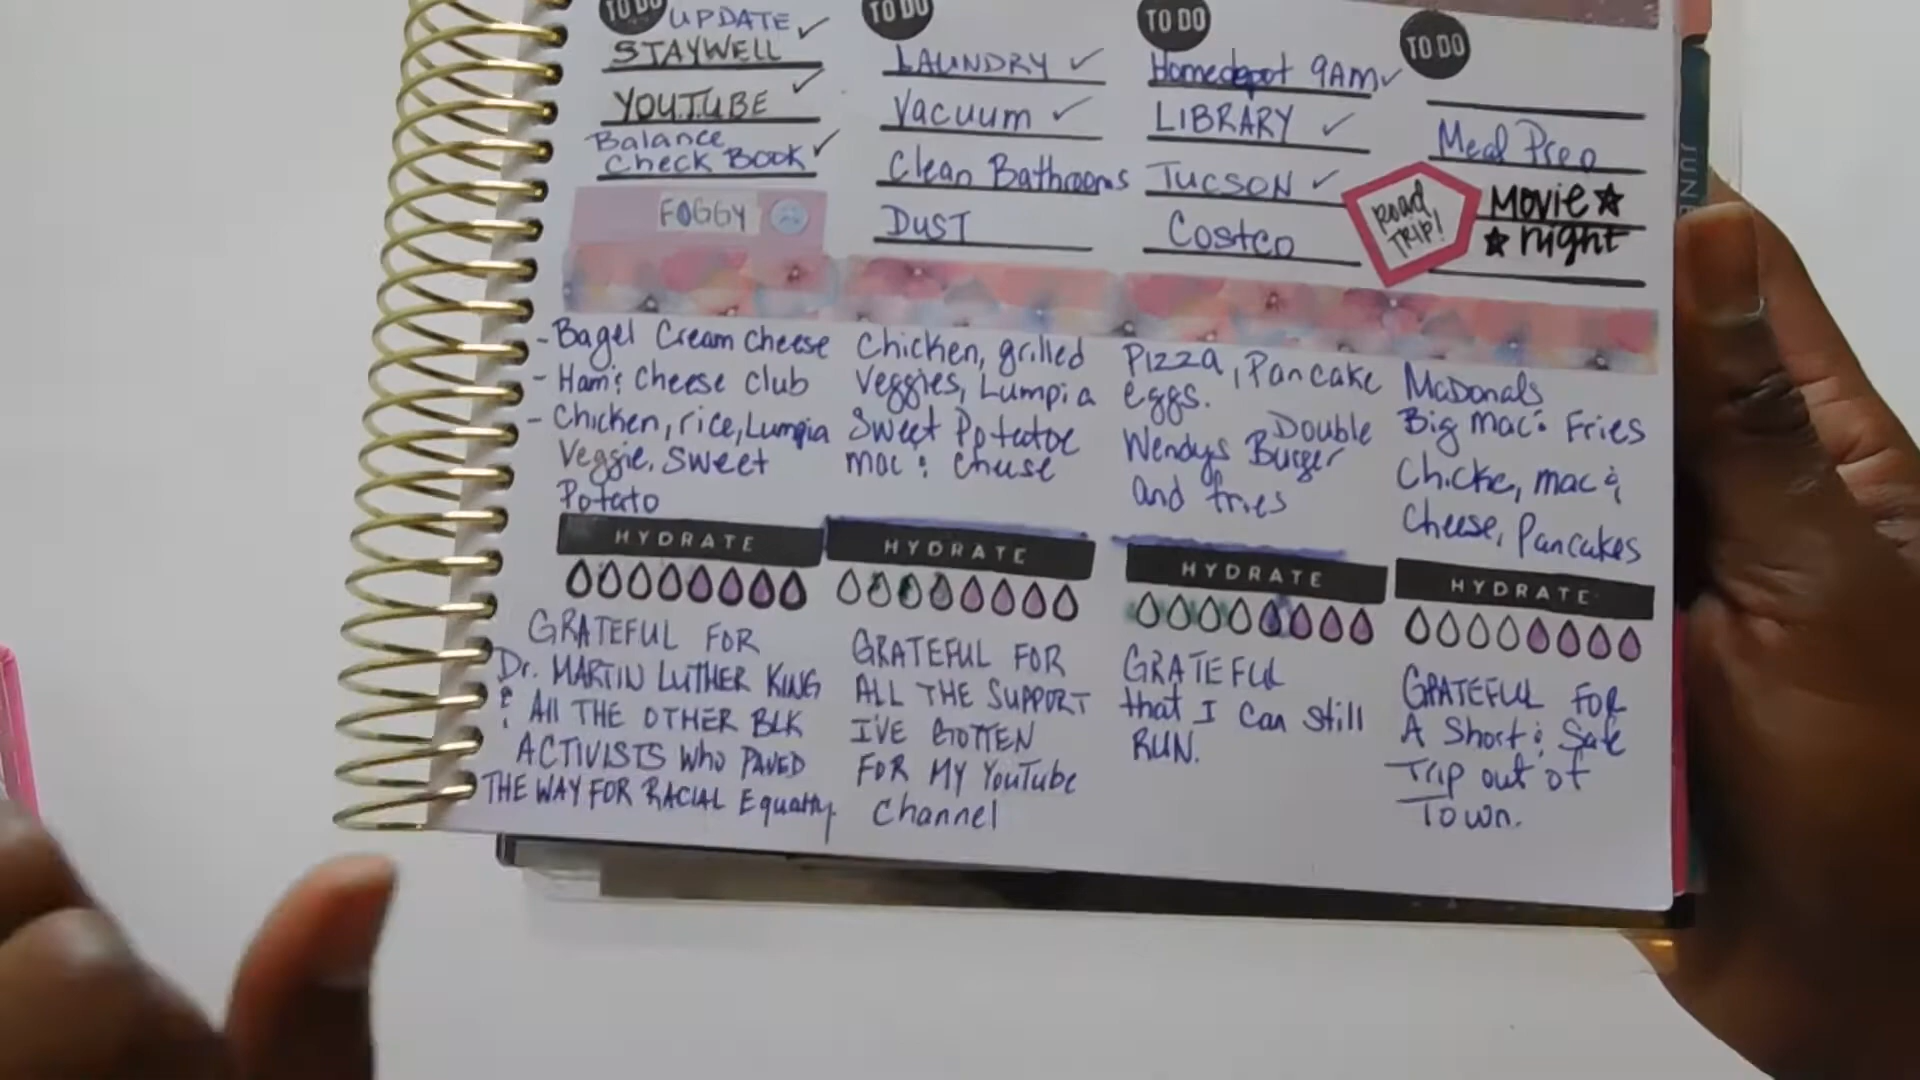 TO DO
UPDATE ✓
STAYWELL
YOUTUBE ✓
Balance
Check Book ✓
FOGGY
- Bagel Cream Cheese
- Ham & Cheese Club
- Chicken, rice, Lumpia
Veggie, Sweet
Potato
HYDRATE
GRATEFUL FOR
Dr. MARTIN LUTHER KING
& All THE OTHER BLK
ACTIVISTS Who PAVED
THE WAY FOR RACIAL Equality.
TO DO
LAUNDRY ✓
Vacuum ✓
Clean Bathrooms
DUST
Chicken, grilled
Veggies, Lumpia
Sweet Potatoe
mac & Cheese
HYDRATE
GRATEFUL FOR
ALL THE SUPPORT
I'VE GOTTEN
FOR MY YouTube
Channel
TO DO
Homedepot 9AM ✓
LIBRARY ✓
TUCSON ✓
Costco
Pizza, Pancake
eggs.
Double
Wendys Burger
and fries
HYDRATE
GRATEFUL
that I can still
RUN.
TO DO
Meal Prep
Road
TRIP!
MOVIE ★
★ night
McDonals
Big Mac & Fries
Chicke, mac &
Cheese, Pancakes
HYDRATE
GRATEFUL FOR
A Short & Safe
Trip out of
Town.
JUNE